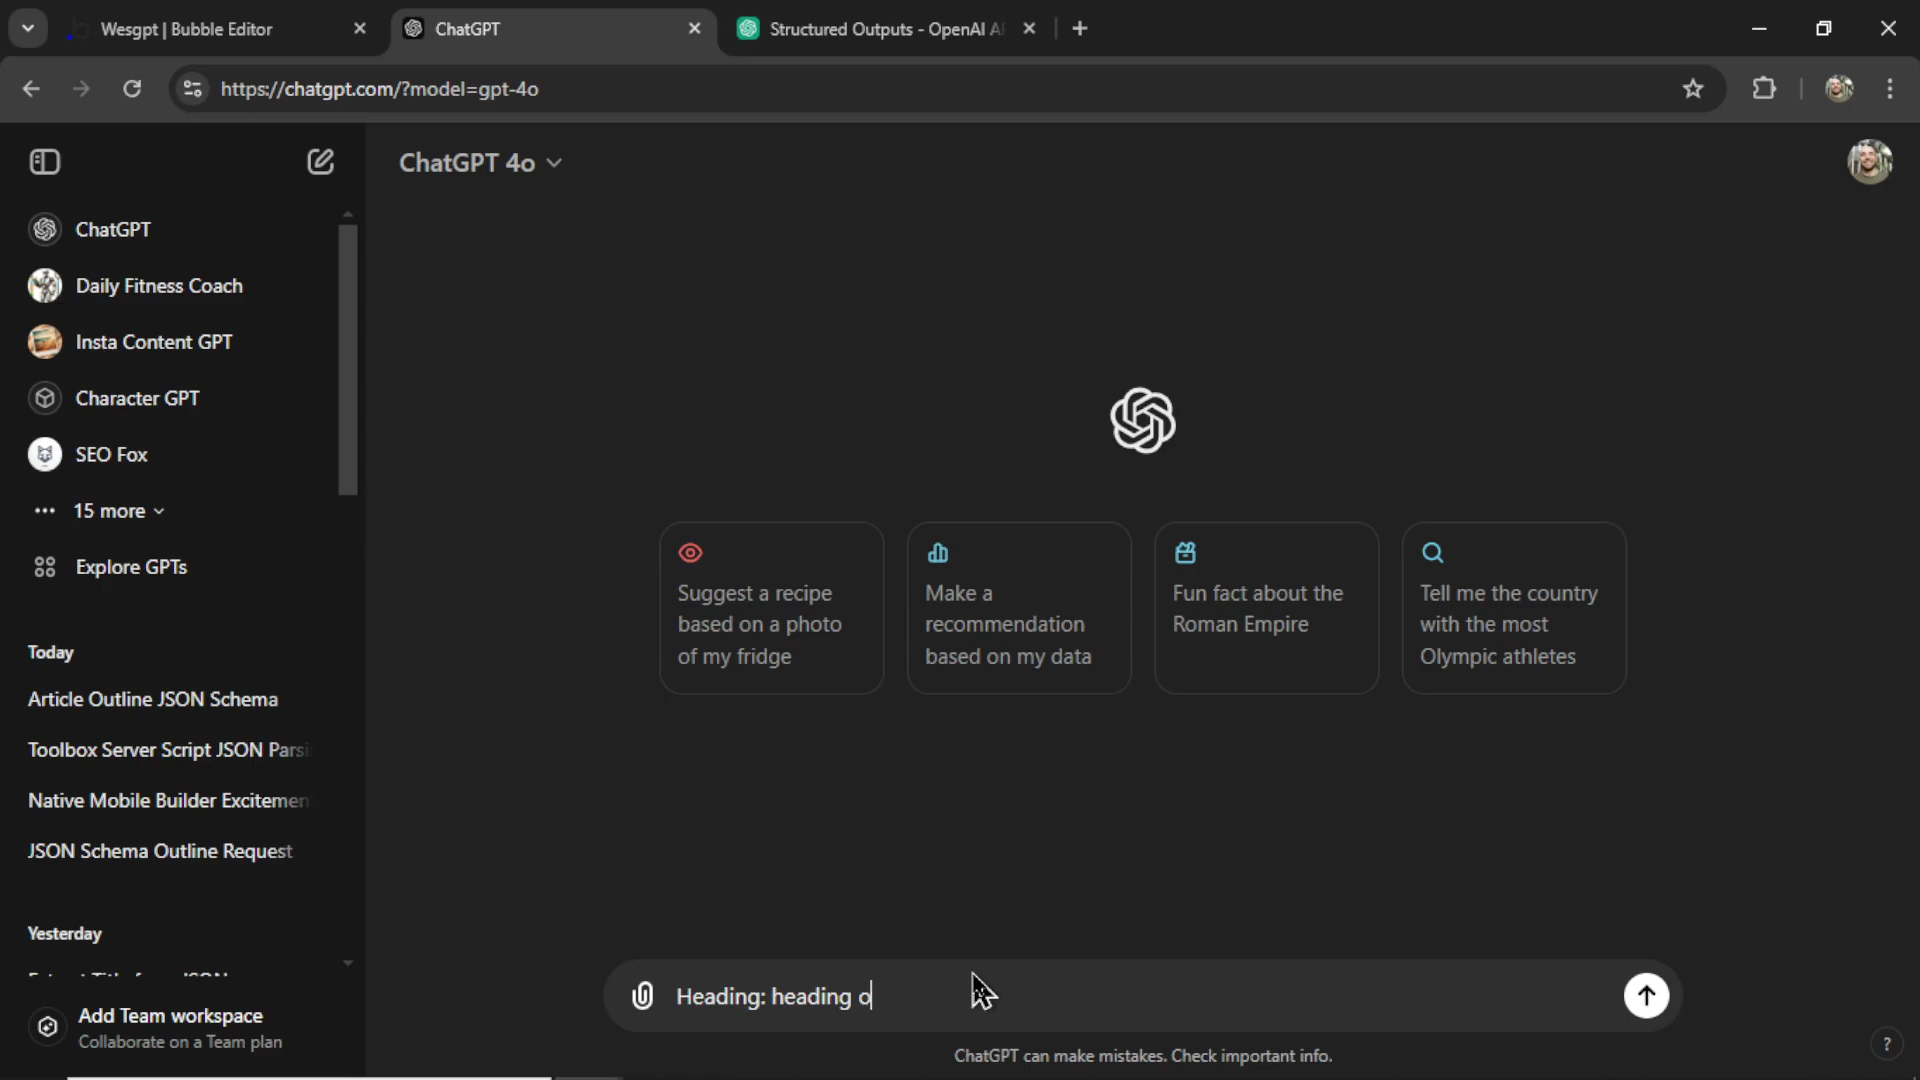 Wesgpt | Bubble Editor
ChatGPT
Structured Outputs - OpenAI A
https://chatgpt.com/?model=gpt-4o
ChatGPT 4o
ChatGPT
Daily Fitness Coach
Insta Content GPT
Character GPT
SEO Fox
15 more
Explore GPTs
Suggest a recipe
based on a photo
of my fridge
Make a
recommendation
based on my data
Fun fact about the
Roman Empire
Tell me the country
with the most
Olympic athletes
Today
Article Outline JSON Schema
Toolbox Server Script JSON Parsi
Native Mobile Builder Excitemen
JSON Schema Outline Request
Yesterday
Heading: heading o
Add Team workspace
Collaborate on a Team plan
ChatGPT can make mistakes. Check important info.
?